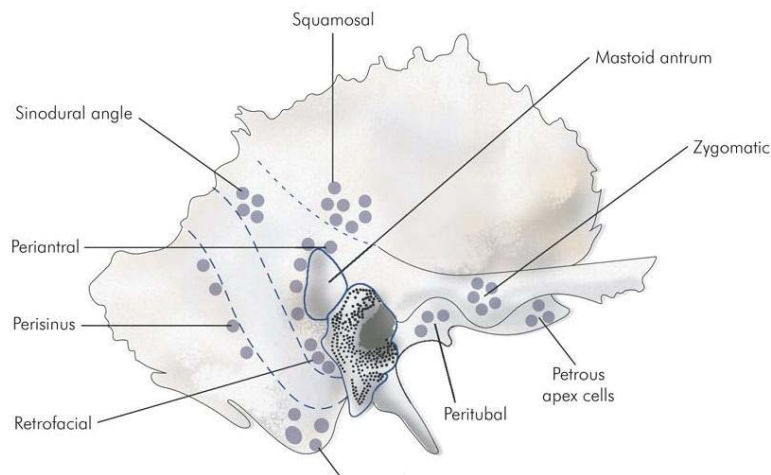 Squamosal
Mastoid antrum
Sinodural angle
Zygomatic
Periantral
Perisinus
Retrofacial
Peritubal
Petrous
apex cells